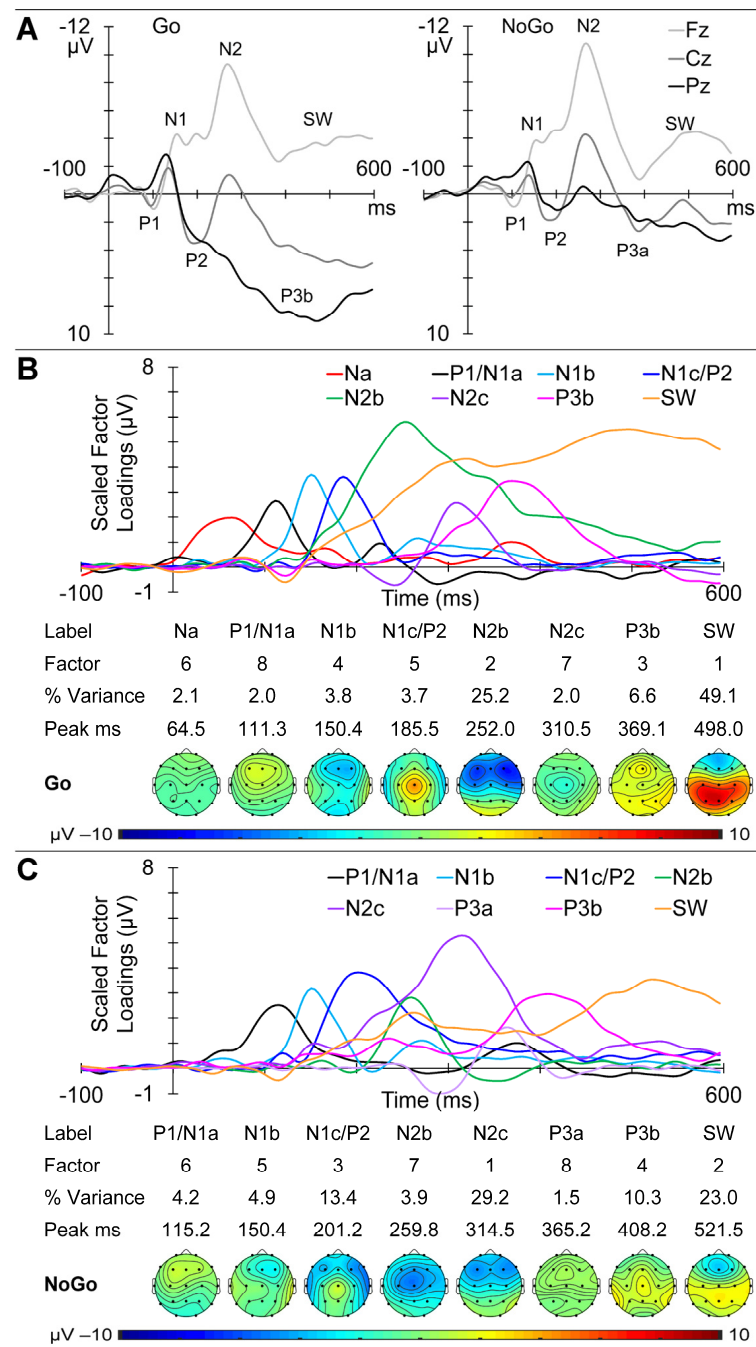 A
-12
μV
Go
N2
N1
SW
-100
600
ms
P1
P2
P3b
10
-12
μV
NoGo
N2
Fz
Cz
Pz
N1
SW
-100
600
ms
P1
P2
P3a
10
B
8
Na P1/N1a N1b N1c/P2
N2b N2c P3b SW
Scaled Factor
Loadings (μV)
-100 -1 Time (ms) 600
Label Na P1/N1a N1b N1c/P2 N2b N2c P3b SW
Factor 6 8 4 5 2 7 3 1
% Variance 2.1 2.0 3.8 3.7 25.2 2.0 6.6 49.1
Peak ms 64.5 111.3 150.4 185.5 252.0 310.5 369.1 498.0
Go
μV –10 10
C
8
P1/N1a N1b N1c/P2 N2b
N2c P3a P3b SW
Scaled Factor
Loadings (μV)
-100 -1 Time (ms) 600
Label P1/N1a N1b N1c/P2 N2b N2c P3a P3b SW
Factor 6 5 3 7 1 8 4 2
% Variance 4.2 4.9 13.4 3.9 29.2 1.5 10.3 23.0
Peak ms 115.2 150.4 201.2 259.8 314.5 365.2 408.2 521.5
NoGo
μV –10 10